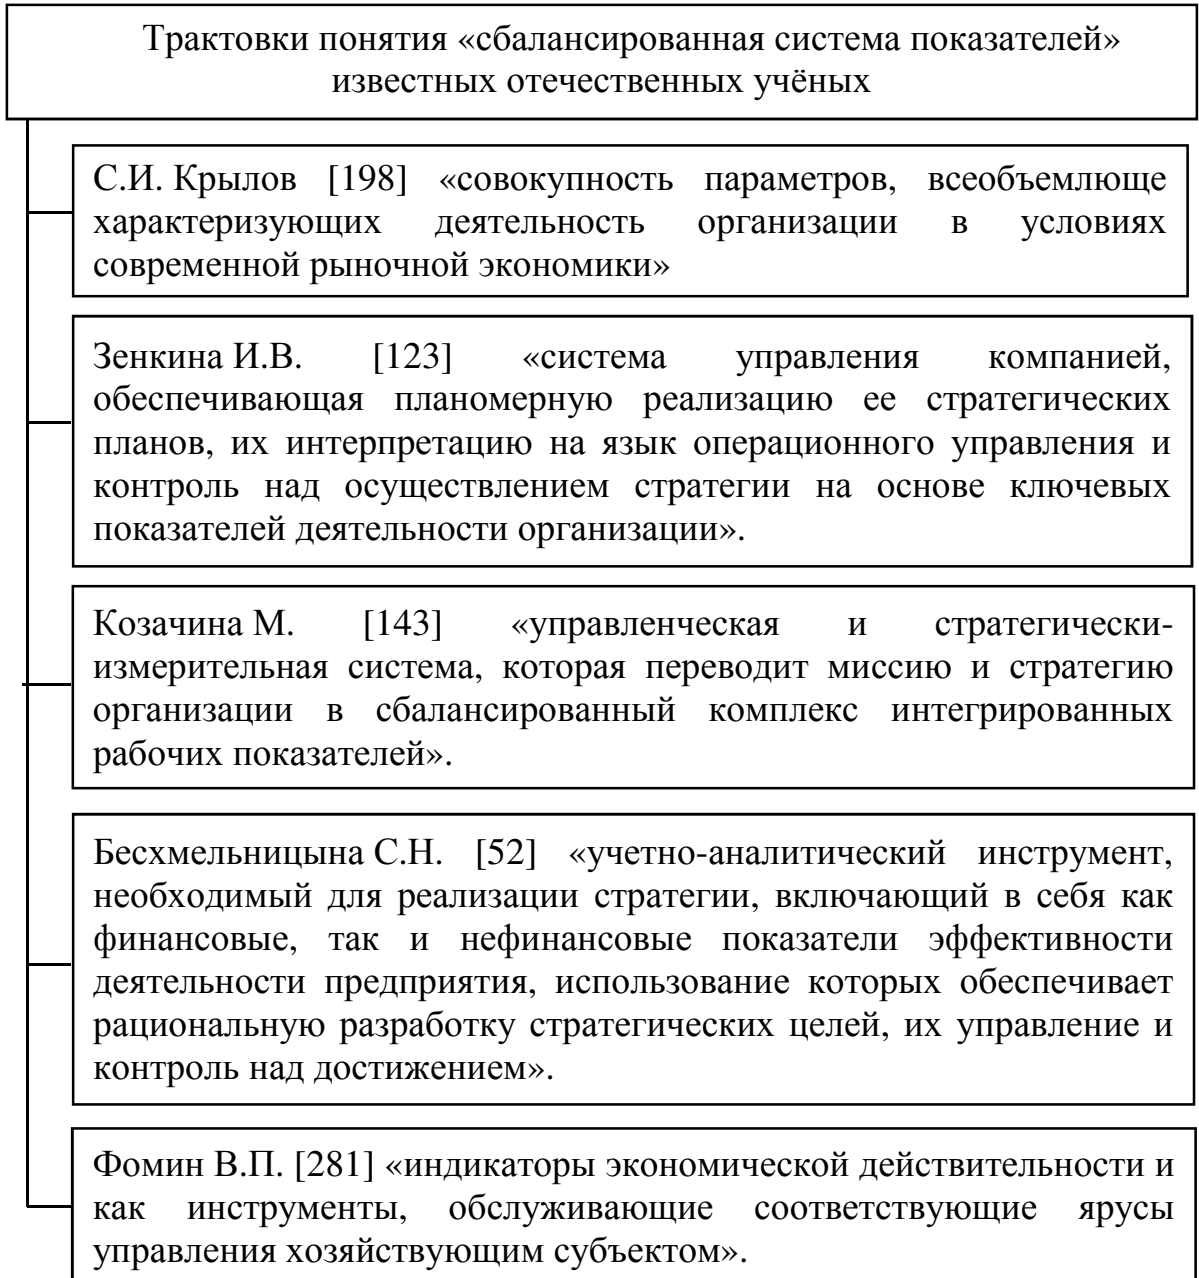 Трактовки понятия «сбалансированная система показателей»
известных отечественных учёных
С.И. Крылов [198] «совокупность параметров, всеобъемлюще
характеризующих деятельность организации в условиях
современной рыночной экономики»
Зенкина И.В. [123] «система управления компанией,
обеспечивающая планомерную реализацию ее стратегических
планов, их интерпретацию на язык операционного управления и
контроль над осуществлением стратегии на основе ключевых
показателей деятельности организации».
Козачина М. [143] «управленческая и стратегически-
измерительная система, которая переводит миссию и стратегию
организации в сбалансированный комплекс интегрированных
рабочих показателей».
Бесхмельницына С.Н. [52] «учетно-аналитический инструмент,
необходимый для реализации стратегии, включающий в себя как
финансовые, так и нефинансовые показатели эффективности
деятельности предприятия, использование которых обеспечивает
рациональную разработку стратегических целей, их управление и
контроль над достижением».
Фомин В.П. [281] «индикаторы экономической действительности и
как инструменты, обслуживающие соответствующие ярусы
управления хозяйствующим субъектом».